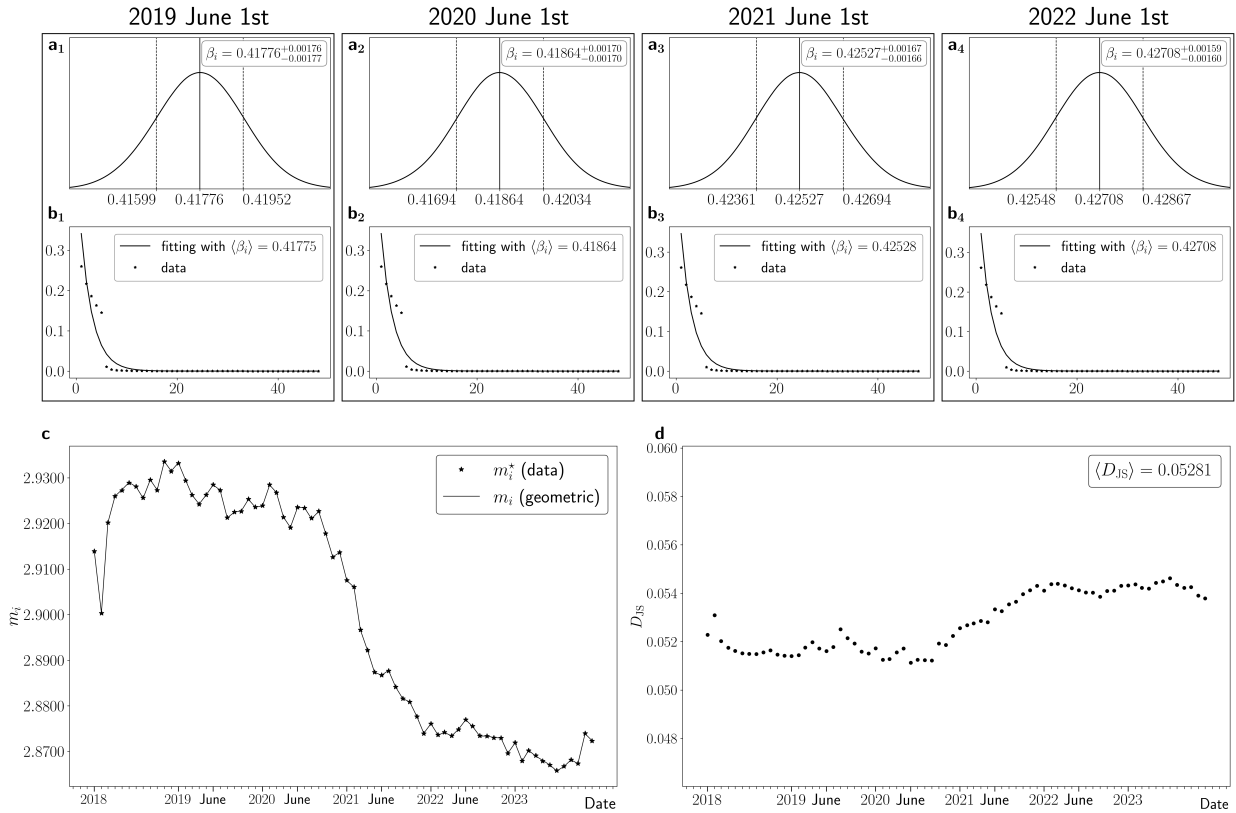 2019 June 1st 2020 June 1st 2021 June 1st 2022 June 1st
a₁ βᵢ = 0.41776+0.00176 −0.00177 a₂ βᵢ = 0.41864+0.00170 −0.00170 a₃ βᵢ = 0.42527+0.00167 −0.00166 a₄ βᵢ = 0.42708+0.00159 −0.00160
0.41599 0.41776 0.41952 0.41694 0.41864 0.42034 0.42361 0.42527 0.42694 0.42548 0.42708 0.42867
b₁ b₂ b₃ b₄
0.3 fitting with ⟨βᵢ⟩ = 0.41775 0.3 fitting with ⟨βᵢ⟩ = 0.41864 0.3 fitting with ⟨βᵢ⟩ = 0.42528 0.3 fitting with ⟨βᵢ⟩ = 0.42708
data data data data
0.2 0.2 0.2 0.2
0.1 0.1 0.1 0.1
0.0 0.0 0.0 0.0
0 20 40 0 20 40 0 20 40 0 20 40
c
mᵢ⋆ (data)
mᵢ (geometric)
2.9300
2.9200
2.9100
2.9000
2.8900
2.8800
2.8700
mᵢ
2018 2019 June 2020 June 2021 June 2022 June 2023
Date
d
⟨D_JS⟩ = 0.05281
0.060
0.058
0.056
0.054
0.052
0.050
0.048
D_JS
2018 2019 June 2020 June 2021 June 2022 June 2023
Date